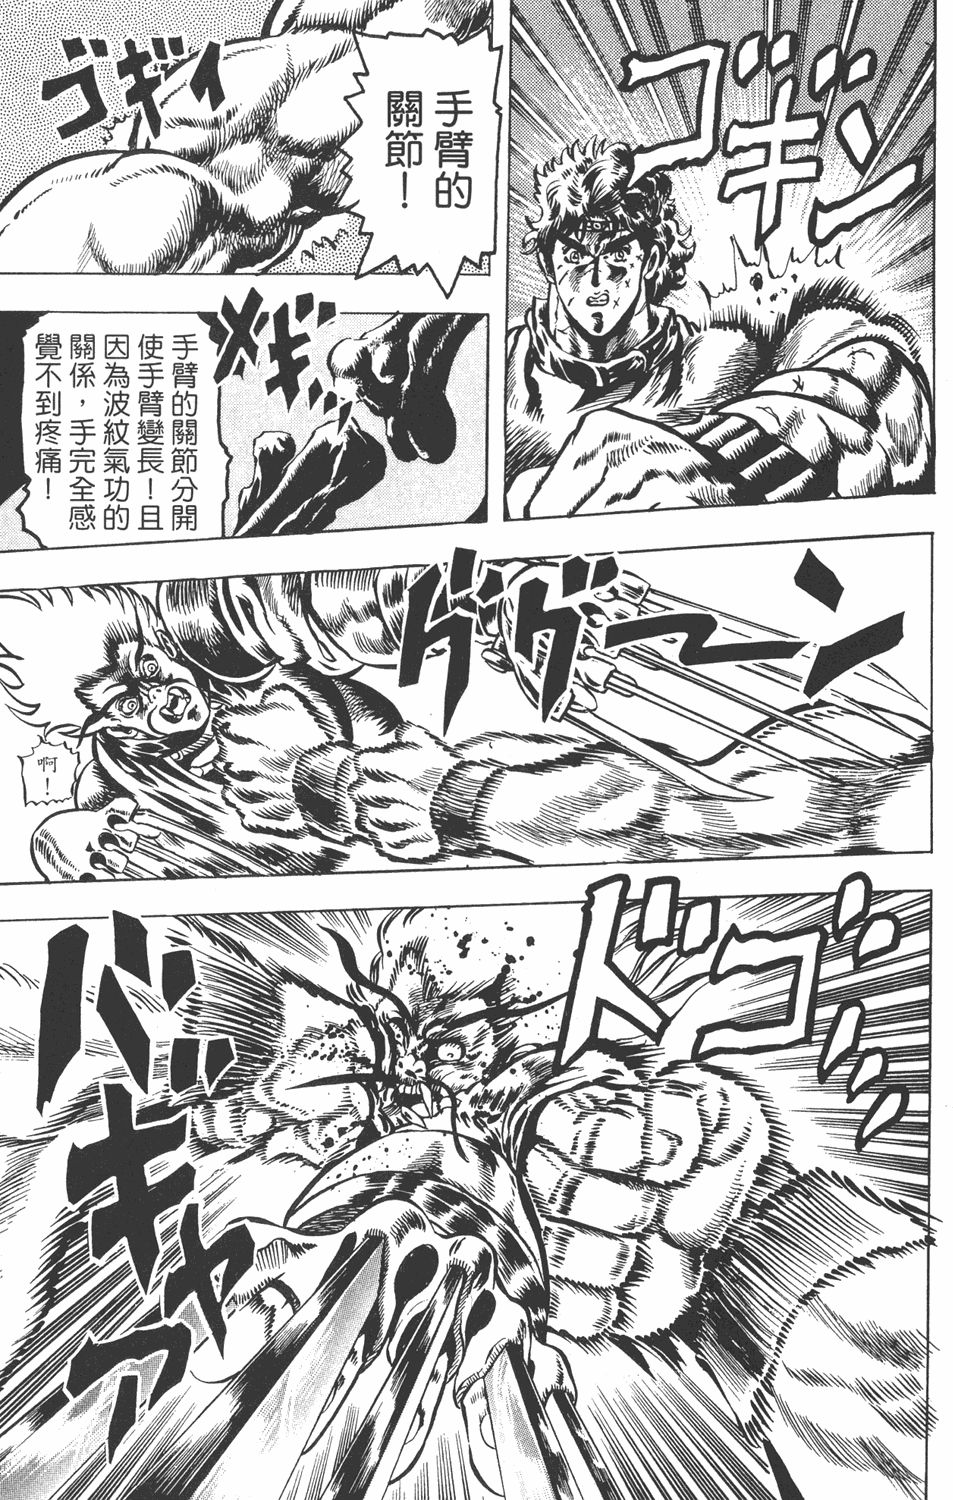 ゴギン
手臂的
關節！
ゴギィ
メギ
手臂的關節分開
使手臂變長！且
因為波紋氣功的
關係，手完全感
覺不到疼痛！
ググーン
啊！
ドゴ
バギャア